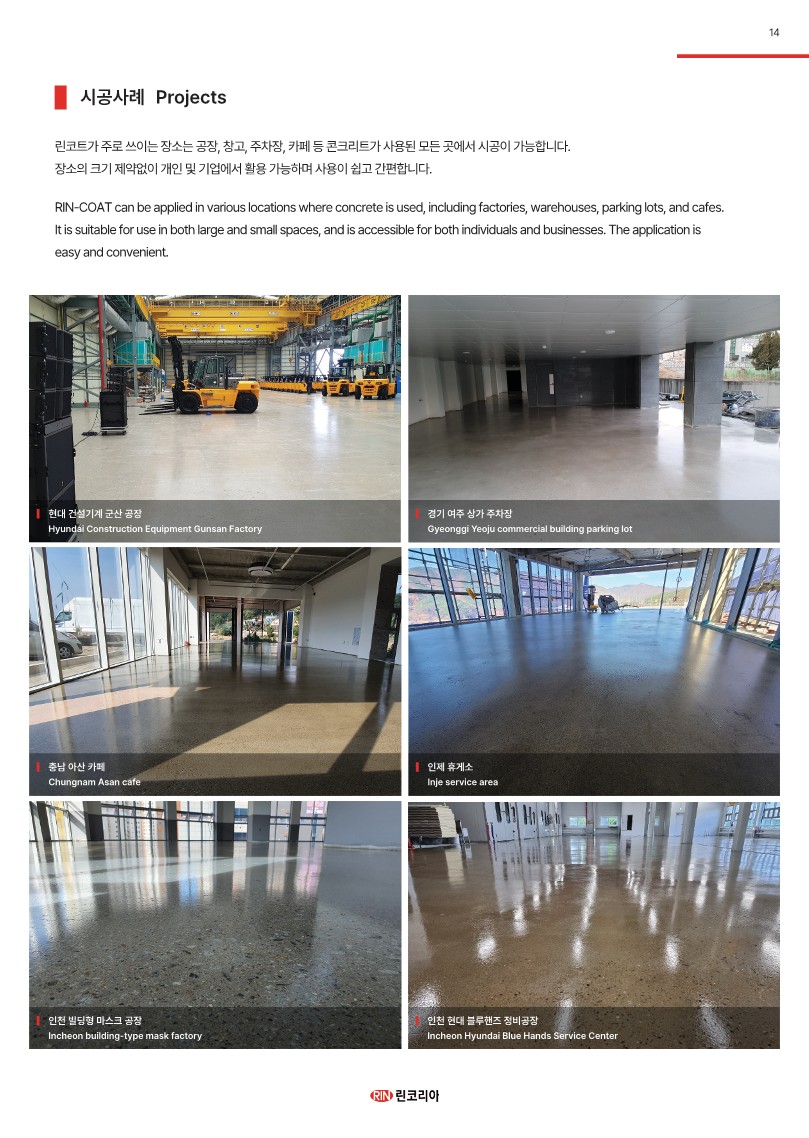 14
시공사례 Projects
린코트가 주로 쓰이는 장소는 공장, 창고, 주차장, 카페 등 콘크리트가 사용된 모든 곳에서 시공이 가능합니다.
장소의 크기 제약없이 개인 및 기업에서 활용 가능하며 사용이 쉽고 간편합니다.
RIN-COAT can be applied in various locations where concrete is used, including factories, warehouses, parking lots, and cafes.
It is suitable for use in both large and small spaces, and is accessible for both individuals and businesses. The application is
easy and convenient.
현대 건설기계 군산 공장
Hyundai Construction Equipment Gunsan Factory
경기 여주 상가 주차장
Gyeonggi Yeoju commercial building parking lot
충남 아산 카페
Chungnam Asan cafe
인제 휴게소
Inje service area
인천 빌딩형 마스크 공장
Incheon building-type mask factory
인천 현대 블루핸즈 정비공장
Incheon Hyundai Blue Hands Service Center
RIN 린코리아